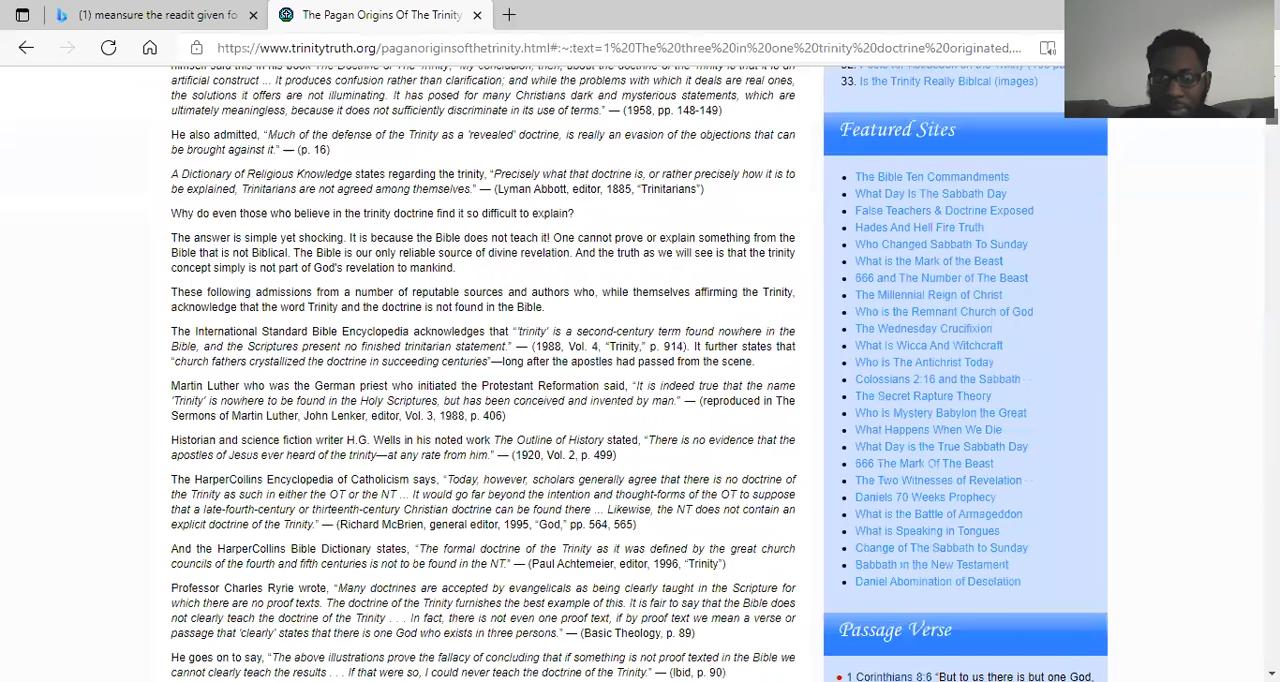 (1) meansure the readit given fo
The Pagan Origins Of The Trinity
https://www.trinitytruth.org/paganoriginsofthetrinity.html#:~:text=1%20The%20three%20in%20one%20trinity%20doctrine%20originated,...
artificial construct ... It produces confusion rather than clarification; and while the problems with which it deals are real ones,
the solutions it offers are not illuminating. It has posed for many Christians dark and mysterious statements, which are
ultimately meaningless, because it does not sufficiently discriminate in its use of terms.” — (1958, pp. 148-149)
He also admitted, “Much of the defense of the Trinity as a ‘revealed’ doctrine, is really an evasion of the objections that can
be brought against it.” — (p. 16)
A Dictionary of Religious Knowledge states regarding the trinity, “Precisely what that doctrine is, or rather precisely how it is to
be explained, Trinitarians are not agreed among themselves.” — (Lyman Abbott, editor, 1885, “Trinitarians”)
Why do even those who believe in the trinity doctrine find it so difficult to explain?
The answer is simple yet shocking. It is because the Bible does not teach it! One cannot prove or explain something from the
Bible that is not Biblical. The Bible is our only reliable source of divine revelation. And the truth as we will see is that the trinity
concept simply is not part of God's revelation to mankind.
These following admissions from a number of reputable sources and authors who, while themselves affirming the Trinity,
acknowledge that the word Trinity and the doctrine is not found in the Bible.
The International Standard Bible Encyclopedia acknowledges that “‘trinity’ is a second-century term found nowhere in the
Bible, and the Scriptures present no finished trinitarian statement.” — (1988, Vol. 4, “Trinity,” p. 914). It further states that
“church fathers crystallized the doctrine in succeeding centuries”—long after the apostles had passed from the scene.
Martin Luther who was the German priest who initiated the Protestant Reformation said, “It is indeed true that the name
‘Trinity’ is nowhere to be found in the Holy Scriptures, but has been conceived and invented by man.” — (reproduced in The
Sermons of Martin Luther, John Lenker, editor, Vol. 3, 1988, p. 406)
Historian and science fiction writer H.G. Wells in his noted work The Outline of History stated, “There is no evidence that the
apostles of Jesus ever heard of the trinity—at any rate from him.” — (1920, Vol. 2, p. 499)
The HarperCollins Encyclopedia of Catholicism says, “Today, however, scholars generally agree that there is no doctrine of
the Trinity as such in either the OT or the NT ... It would go far beyond the intention and thought-forms of the OT to suppose
that a late-fourth-century or thirteenth-century Christian doctrine can be found there ... Likewise, the NT does not contain an
explicit doctrine of the Trinity.” — (Richard McBrien, general editor, 1995, “God,” pp. 564, 565)
And the HarperCollins Bible Dictionary states, “The formal doctrine of the Trinity as it was defined by the great church
councils of the fourth and fifth centuries is not to be found in the NT.” — (Paul Achtemeier, editor, 1996, “Trinity”)
Professor Charles Ryrie wrote, “Many doctrines are accepted by evangelicals as being clearly taught in the Scripture for
which there are no proof texts. The doctrine of the Trinity furnishes the best example of this. It is fair to say that the Bible does
not clearly teach the doctrine of the Trinity . . . In fact, there is not even one proof text, if by proof text we mean a verse or
passage that ‘clearly’ states that there is one God who exists in three persons.” — (Basic Theology, p. 89)
He goes on to say, “The above illustrations prove the fallacy of concluding that if something is not proof texted in the Bible we
cannot clearly teach the results . . . If that were so, I could never teach the doctrine of the Trinity.” — (Ibid, p. 90)
33. Is the Trinity Really Biblical (images)
Featured Sites
The Bible Ten Commandments
What Day Is The Sabbath Day
False Teachers & Doctrine Exposed
Hades And Hell Fire Truth
Who Changed Sabbath To Sunday
What is the Mark of the Beast
666 and The Number of The Beast
The Millennial Reign of Christ
Who is the Remnant Church of God
The Wednesday Crucifixion
What Is Wicca And Witchcraft
Who is The Antichrist Today
Colossians 2:16 and the Sabbath
The Secret Rapture Theory
Who Is Mystery Babylon the Great
What Happens When We Die
What Day is the True Sabbath Day
666 The Mark Of The Beast
The Two Witnesses of Revelation
Daniels 70 Weeks Prophecy
What is the Battle of Armageddon
What is Speaking in Tongues
Change of The Sabbath to Sunday
Sabbath in the New Testament
Daniel Abomination of Desolation
Passage Verse
1 Corinthians 8:6 “But to us there is but one God,